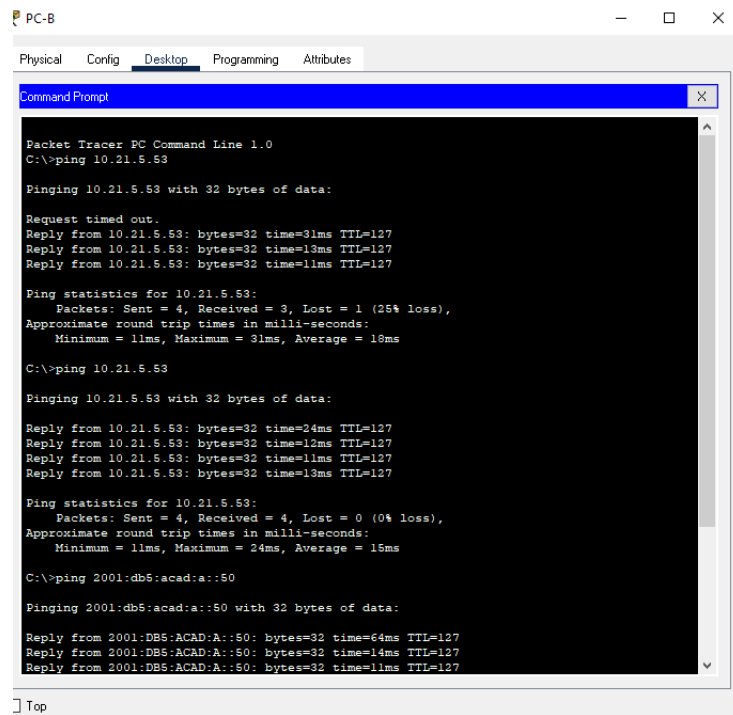 PC-B
Physical Config Desktop Programming Attributes
Command Prompt
X
Packet Tracer PC Command Line 1.0
C:\>ping 10.21.5.53
Pinging 10.21.5.53 with 32 bytes of data:
Request timed out.
Reply from 10.21.5.53: bytes=32 time=31ms TTL=127
Reply from 10.21.5.53: bytes=32 time=13ms TTL=127
Reply from 10.21.5.53: bytes=32 time=11ms TTL=127
Ping statistics for 10.21.5.53:
Packets: Sent = 4, Received = 3, Lost = 1 (25% loss),
Approximate round trip times in milli-seconds:
Minimum = 11ms, Maximum = 31ms, Average = 18ms
C:\>ping 10.21.5.53
Pinging 10.21.5.53 with 32 bytes of data:
Reply from 10.21.5.53: bytes=32 time=24ms TTL=127
Reply from 10.21.5.53: bytes=32 time=12ms TTL=127
Reply from 10.21.5.53: bytes=32 time=11ms TTL=127
Reply from 10.21.5.53: bytes=32 time=13ms TTL=127
Ping statistics for 10.21.5.53:
Packets: Sent = 4, Received = 4, Lost = 0 (0% loss),
Approximate round trip times in milli-seconds:
Minimum = 11ms, Maximum = 24ms, Average = 15ms
C:\>ping 2001:db5:acad:a::50
Pinging 2001:db5:acad:a::50 with 32 bytes of data:
Reply from 2001:DB5:ACAD:A::50: bytes=32 time=64ms TTL=127
Reply from 2001:DB5:ACAD:A::50: bytes=32 time=14ms TTL=127
Reply from 2001:DB5:ACAD:A::50: bytes=32 time=11ms TTL=127
Top